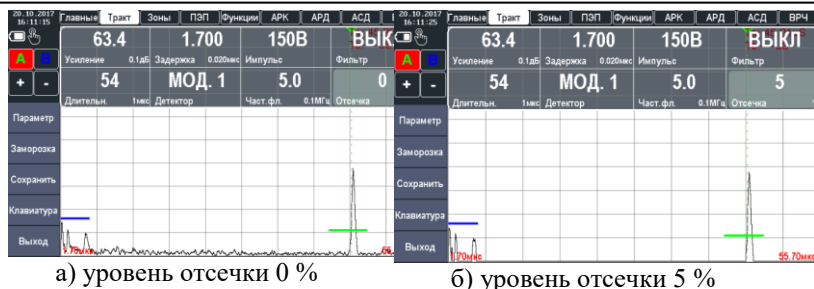 20.10.2017
16:11:15
Главные Тракт Зоны ПЭП Функции АРК АРД АСД
63.4 1.700 150В ВЫК
Усиление 0.1дБ Задержка 0.020мкс Импульс Фильтр
A B
+ -
54 МОД. 1 5.0 0
Длительн. 1мкс Детектор Част.фл. 0.1МГц Отсечка
Параметр
Заморозка
Сохранить
Клавиатура
Выход
а) уровень отсечки 0 %
20.10.2017
16:11:25
Главные Тракт Зоны ПЭП Функции АРК АРД АСД ВРЧ
63.4 1.700 150В ВЫКЛ
Усиление 0.1дБ Задержка 0.020мкс Импульс Фильтр
A B
+ -
54 МОД. 1 5.0 5
Длительн. 1мкс Детектор Част.фл. 0.1МГц Отсечка
Параметр
Заморозка
Сохранить
Клавиатура
Выход
1.70мкс 55.70мкс
б) уровень отсечки 5 %